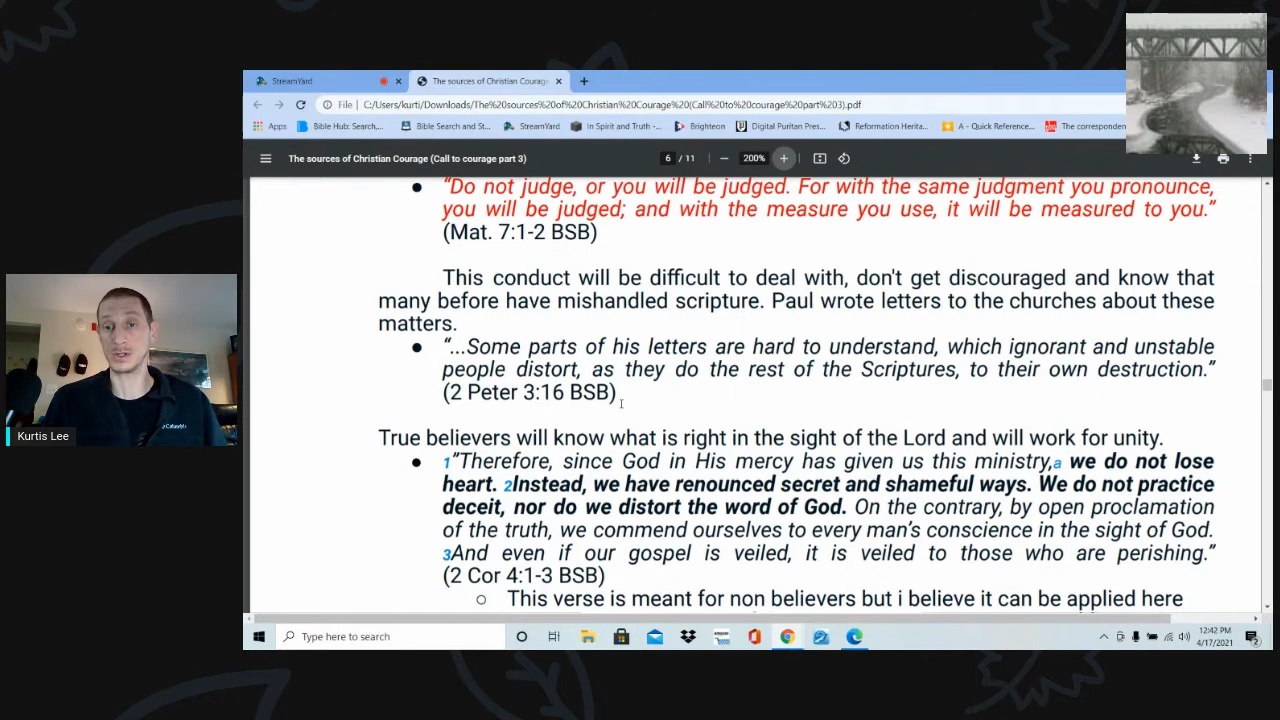 StreamYard
The sources of Christian Courage
File C:/Users/kurti/Downloads/The%20sources%20of%20Christian%20Courage%20(Call%20to%20courage%20part%203).pdf
Apps Bible Hub: Search,... Bible Search and St... StreamYard In Spirit and Truth -... Brighteon Digital Puritan Pres... Reformation Herita... A - Quick Reference... The corresponden
The sources of Christian Courage (Call to courage part 3) 6 / 11 200%
• “Do not judge, or you will be judged. For with the same judgment you pronounce,
you will be judged; and with the measure you use, it will be measured to you.”
(Mat. 7:1-2 BSB)
This conduct will be difficult to deal with, don't get discouraged and know that
many before have mishandled scripture. Paul wrote letters to the churches about these
matters.
• “...Some parts of his letters are hard to understand, which ignorant and unstable
people distort, as they do the rest of the Scriptures, to their own destruction.”
(2 Peter 3:16 BSB)
True believers will know what is right in the sight of the Lord and will work for unity.
• 1”Therefore, since God in His mercy has given us this ministry,a we do not lose
heart. 2Instead, we have renounced secret and shameful ways. We do not practice
deceit, nor do we distort the word of God. On the contrary, by open proclamation
of the truth, we commend ourselves to every man’s conscience in the sight of God.
3And even if our gospel is veiled, it is veiled to those who are perishing.”
(2 Cor 4:1-3 BSB)
○ This verse is meant for non believers but i believe it can be applied here
Kurtis Lee
Type here to search
12:42 PM
4/17/2021